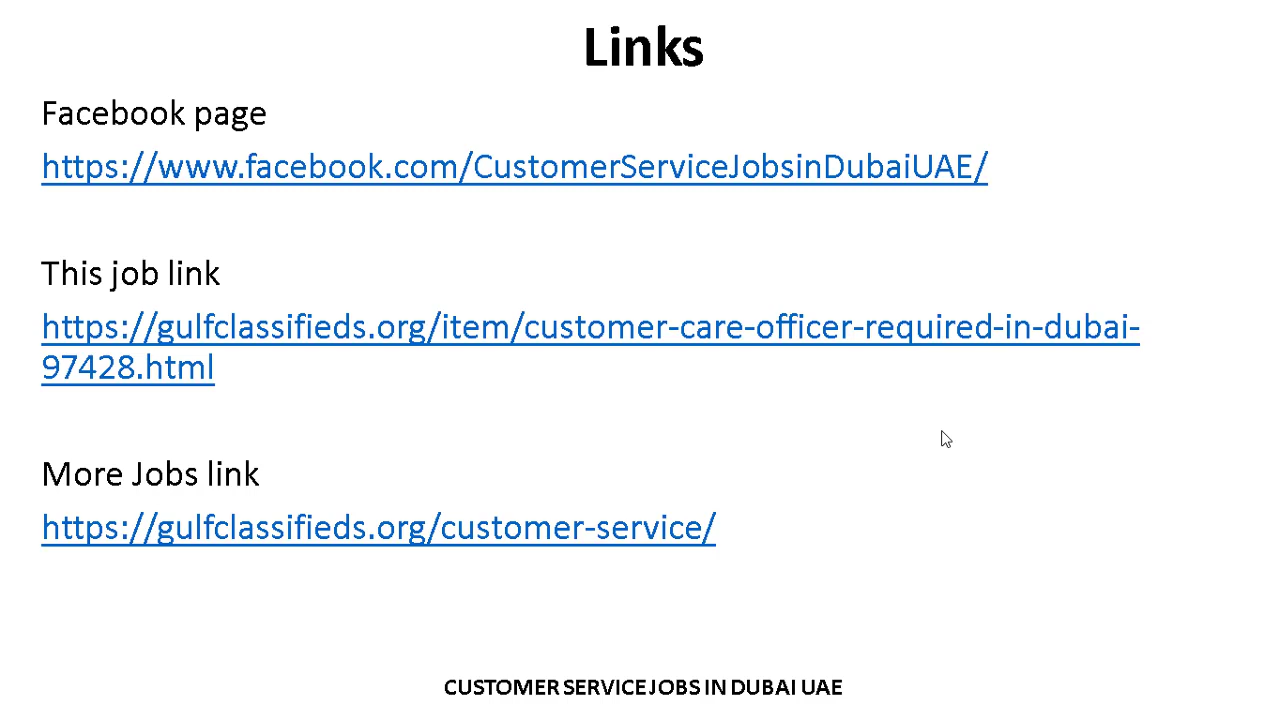 Links
Facebook page
https://www.facebook.com/CustomerServiceJobsinDubaiUAE/
This job link
https://gulfclassifieds.org/item/customer-care-officer-required-in-dubai-
97428.html
More Jobs link
https://gulfclassifieds.org/customer-service/
CUSTOMER SERVICE JOBS IN DUBAI UAE